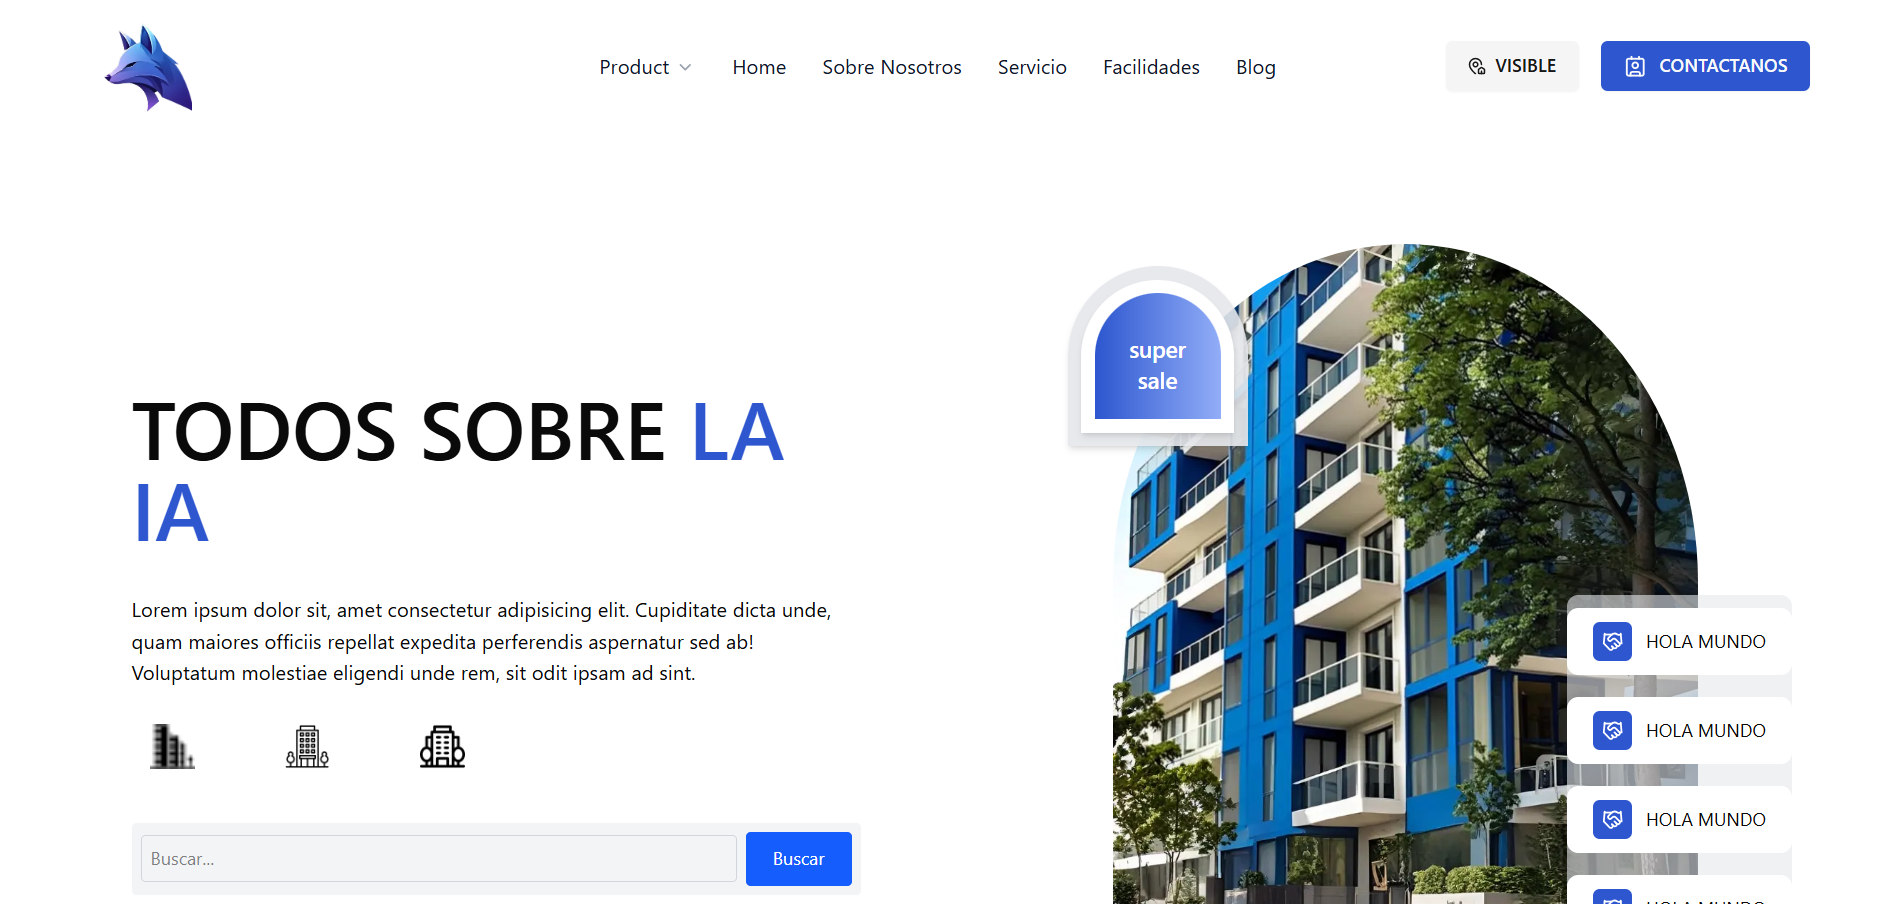 Product
Home
Sobre Nosotros
Servicio
Facilidades
Blog
VISIBLE
CONTACTANOS
super
sale
TODOS SOBRE LA
IA
Lorem ipsum dolor sit, amet consectetur adipisicing elit. Cupiditate dicta unde,
quam maiores officiis repellat expedita perferendis aspernatur sed ab!
Voluptatum molestiae eligendi unde rem, sit odit ipsam ad sint.
Buscar...
Buscar
HOLA MUNDO
HOLA MUNDO
HOLA MUNDO
HOLA MUNDO